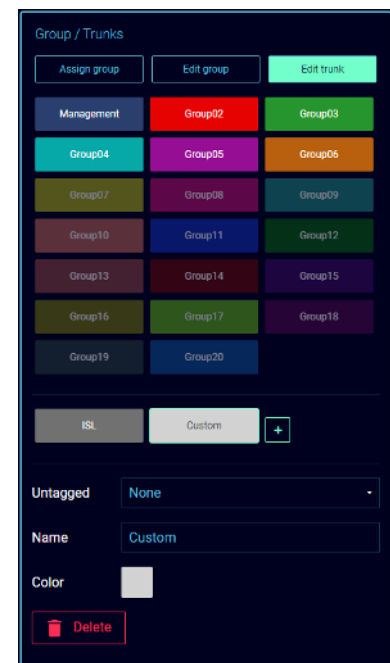 Group / Trunks
Assign group Edit group Edit trunk
Management Group02 Group03
Group04 Group05 Group06
Group07 Group08 Group09
Group10 Group11 Group12
Group13 Group14 Group15
Group16 Group17 Group18
Group19 Group20
ISL Custom +
Untagged None
Name Custom
Color
Delete